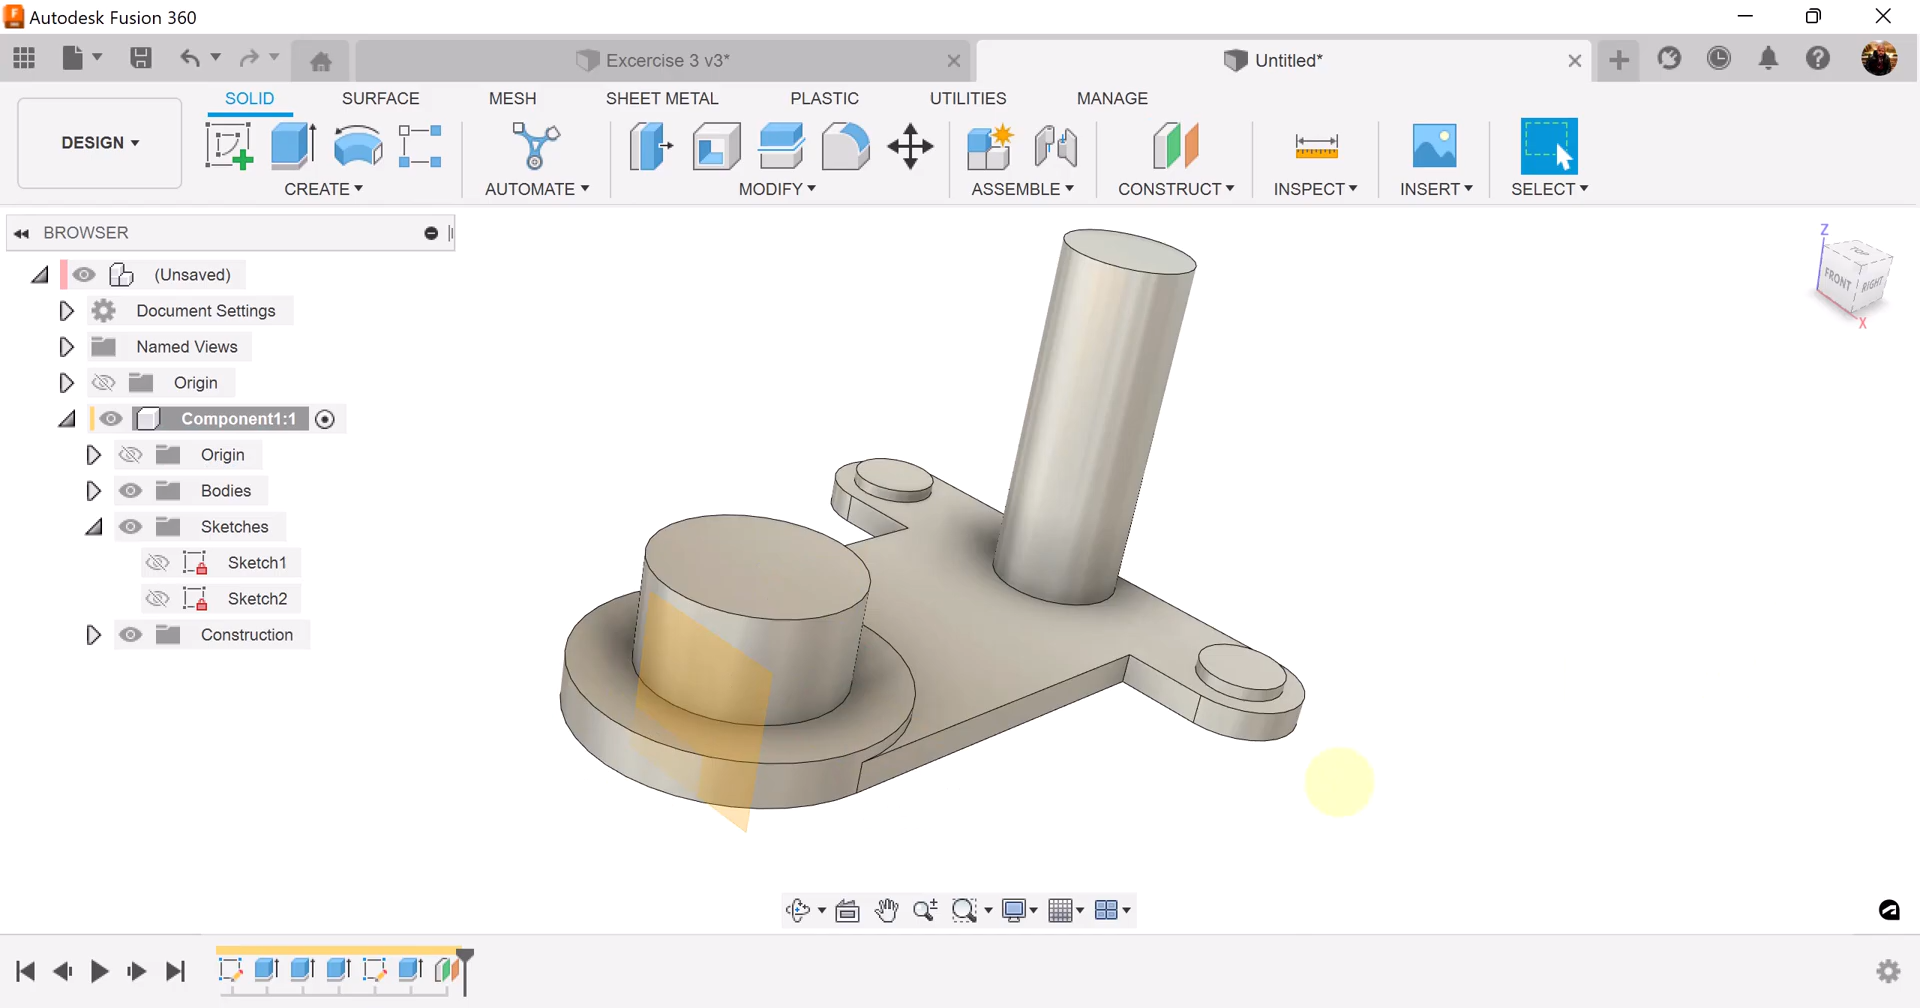 Autodesk Fusion 360
Excercise 3 v3*
Untitled*
SOLID
SURFACE
MESH
SHEET METAL
PLASTIC
UTILITIES
MANAGE
DESIGN
CREATE
AUTOMATE
MODIFY
ASSEMBLE
CONSTRUCT
INSPECT
INSERT
SELECT
BROWSER
(Unsaved)
Document Settings
Named Views
Origin
Component1:1
Origin
Bodies
Sketches
Sketch1
Sketch2
Construction
Z
TOP
FRONT
RIGHT
X